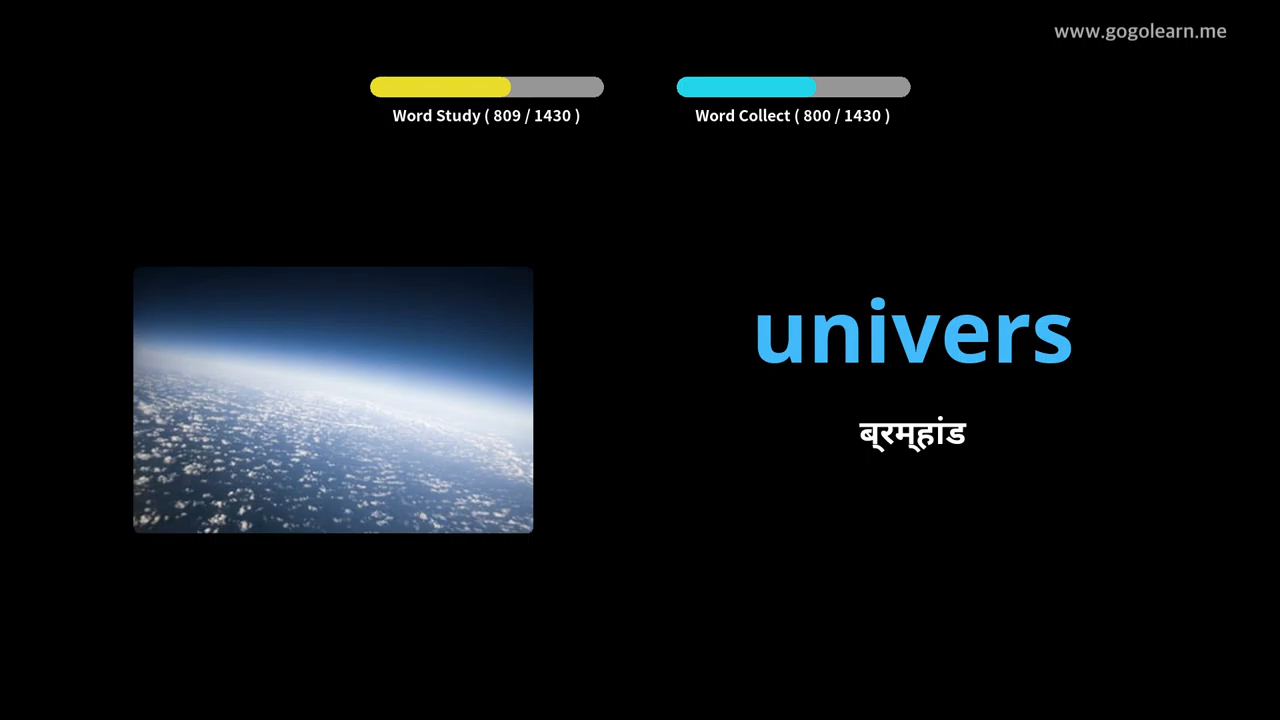 www.gogolearn.me
Word Study ( 809 / 1430 )
Word Collect ( 800 / 1430 )
univers
ब्रम्हांड